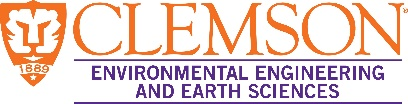 CLEMSON®
1889
ENVIRONMENTAL ENGINEERING
AND EARTH SCIENCES